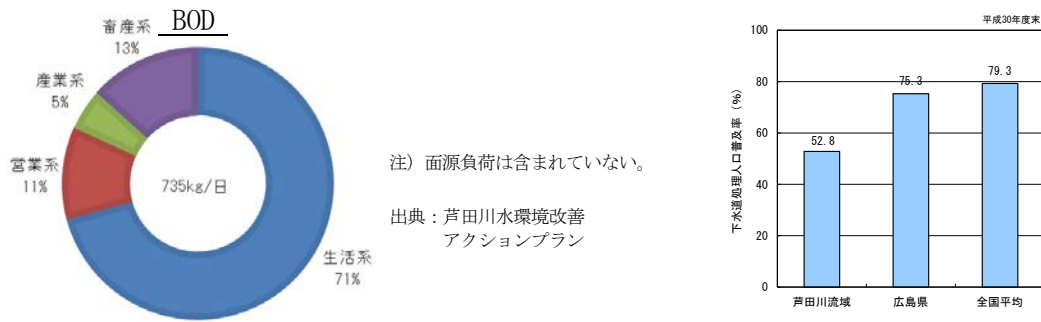 BOD
畜産系
13%
産業系
5%
営業系
11%
735kg/日
生活系
71%
注）面源負荷は含まれていない。
出典：芦田川水環境改善
アクションプラン
平成30年度末
下水道処理人口普及率（%）
100
80
60
40
20
0
52.8
75.3
79.3
芦田川流域
広島県
全国平均